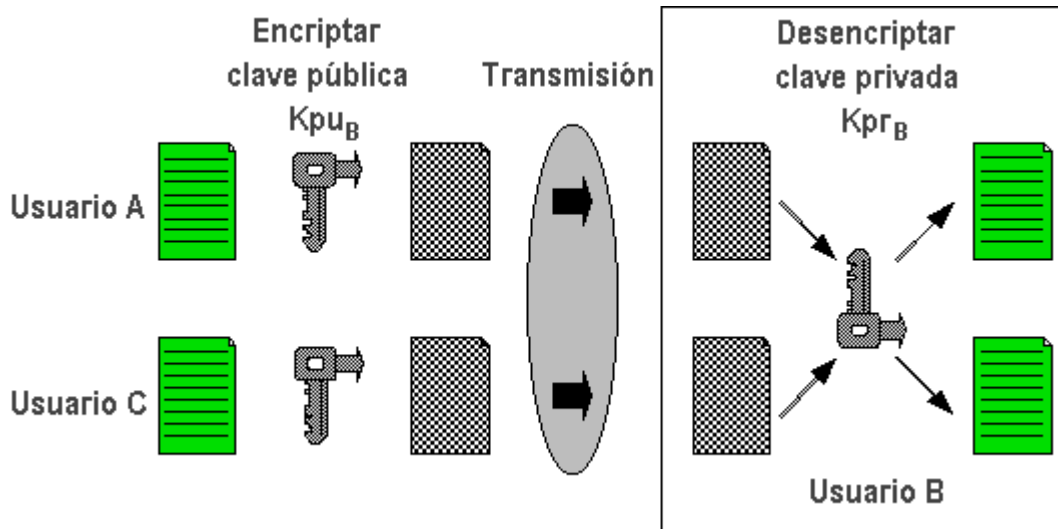 Encriptar
clave pública
Kpu_B
Transmisión
Desencriptar
clave privada
Kpr_B
Usuario A
Usuario C
Usuario B